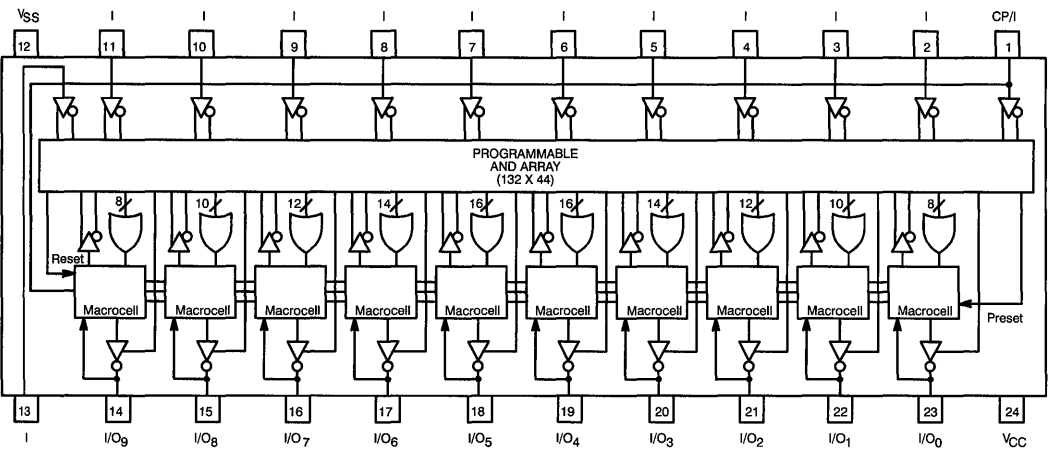 VSS I I I I I I I I I I CP/I
12 11 10 9 8 7 6 5 4 3 2 1
PROGRAMMABLE
AND ARRAY
(132 X 44)
8 10 12 14 16 16 14 12 10 8
Reset
Macrocell Macrocell Macrocell Macrocell Macrocell Macrocell Macrocell Macrocell Macrocell Macrocell
Preset
13 14 15 16 17 18 19 20 21 22 23 24
I I/O9 I/O8 I/O7 I/O6 I/O5 I/O4 I/O3 I/O2 I/O1 I/O0 VCC